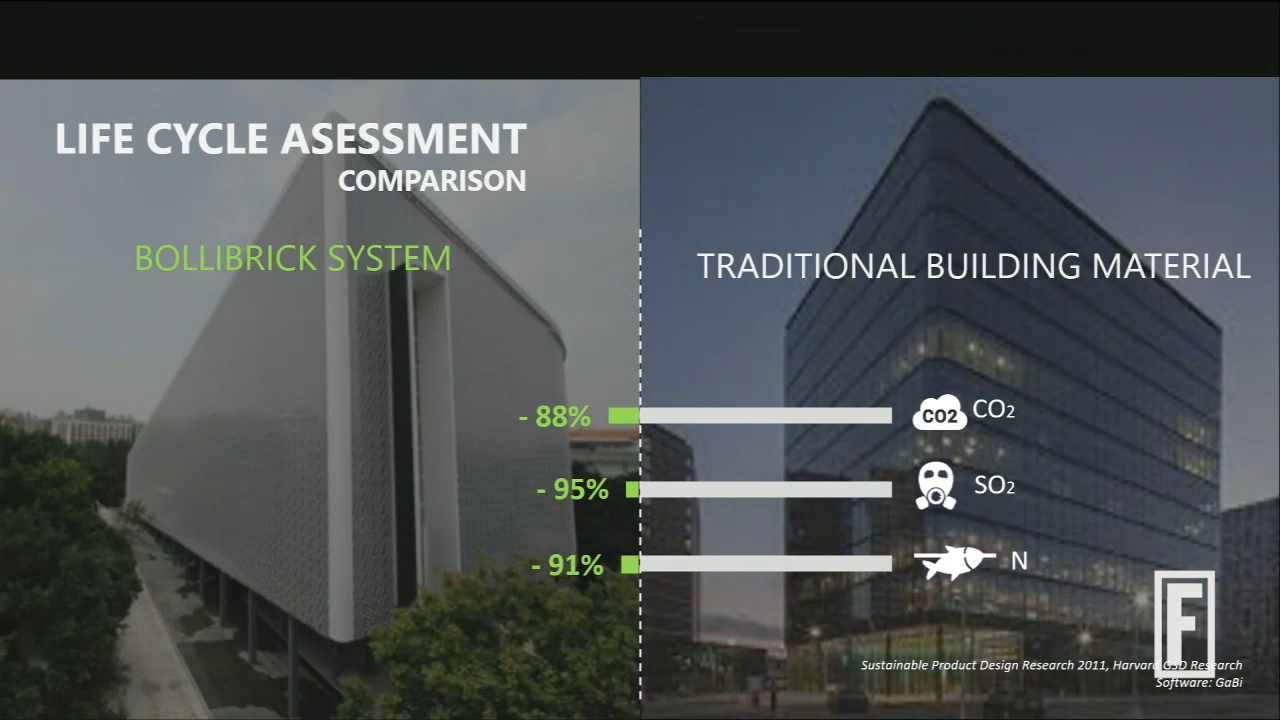 LIFE CYCLE ASESSMENT
COMPARISON
BOLLIBRICK SYSTEM
TRADITIONAL BUILDING MATERIAL
- 88%
CO2 CO2
- 95%
SO2
- 91%
N
F
Sustainable Product Design Research 2011, Harvard GSD Research
Software: GaBi